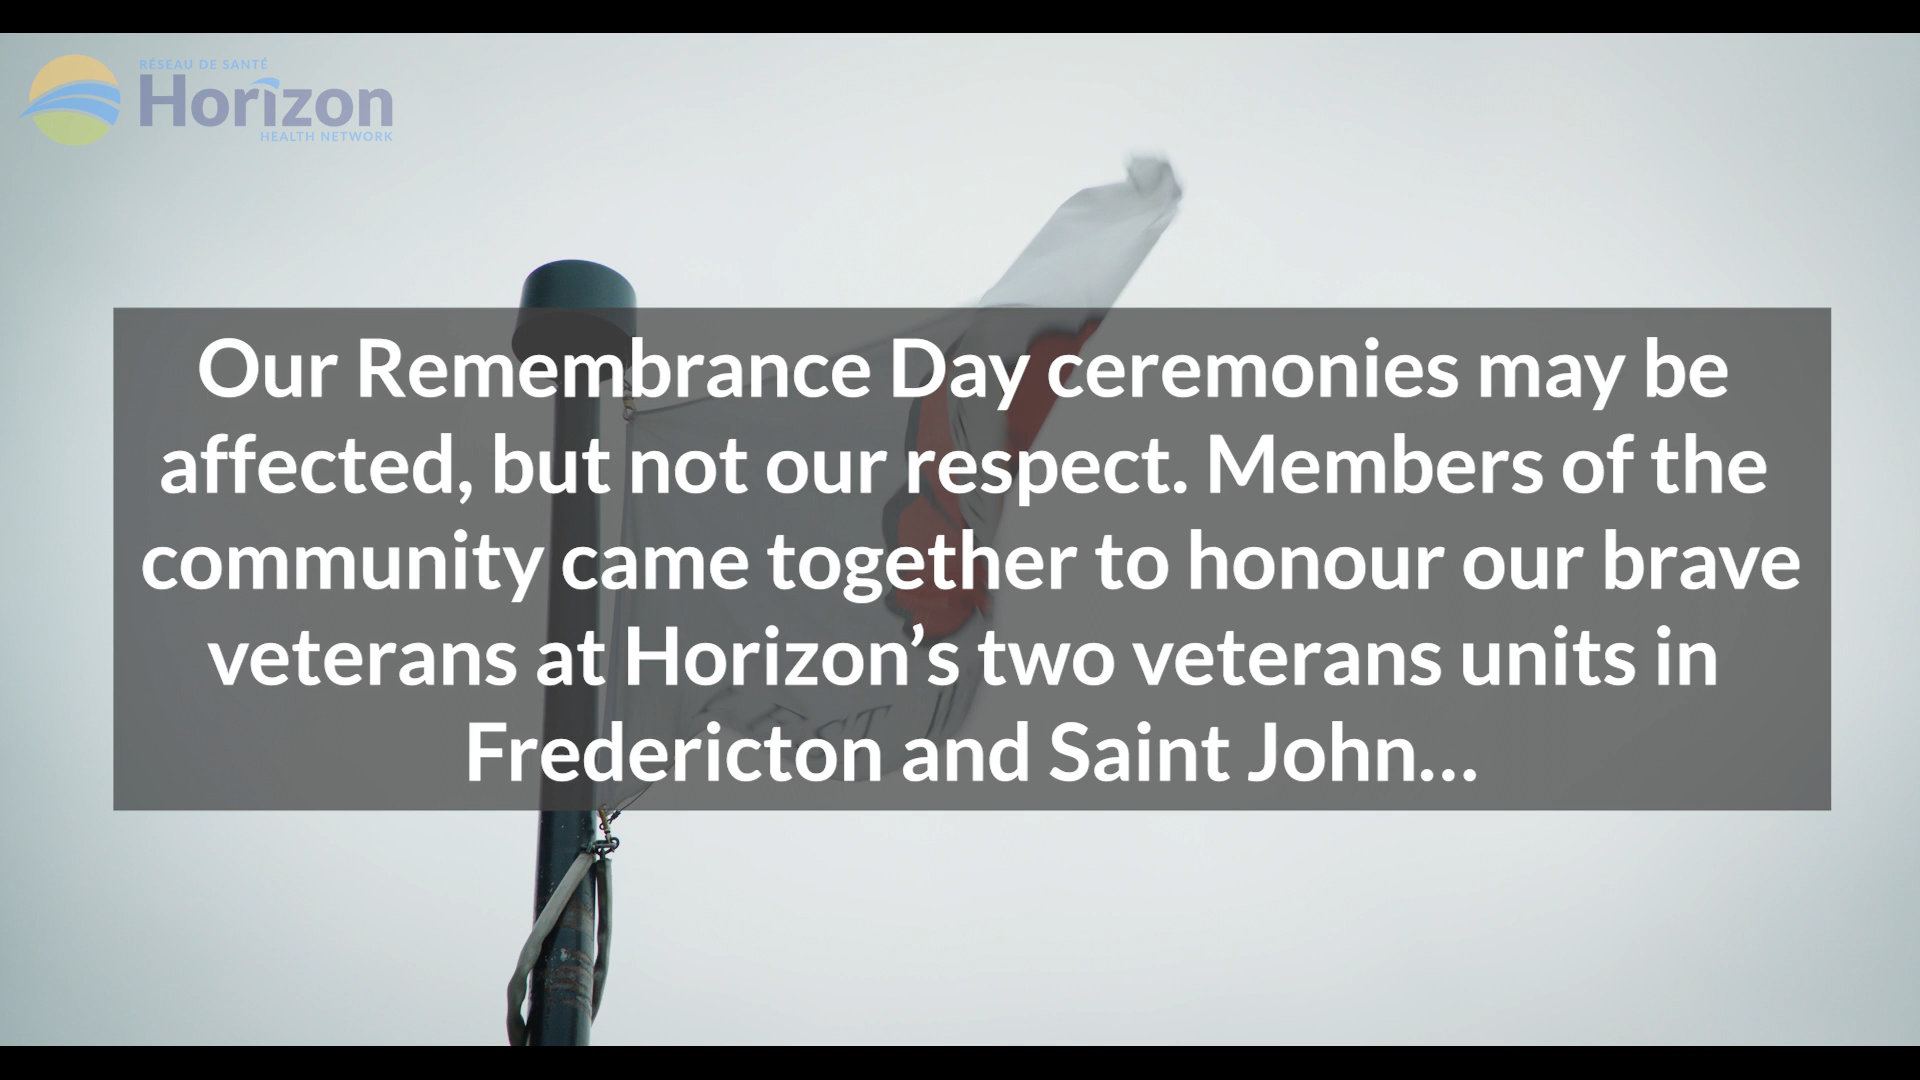 RÉSEAU DE SANTÉ
Horizon
HEALTH NETWORK
Our Remembrance Day ceremonies may be
affected, but not our respect. Members of the
community came together to honour our brave
veterans at Horizon’s two veterans units in
Fredericton and Saint John...